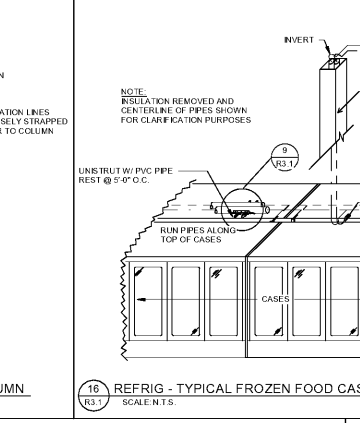 N
ATION LINES
SELY STRAPPED
R TO COLUMN
UMN
INVERT
NOTE:
INSULATION REMOVED AND
CENTERLINE OF PIPES SHOWN
FOR CLARIFICATION PURPOSES
9
R3.1
UNISTRUT W/ PVC PIPE
REST @ 5'-0" O.C.
RUN PIPES ALONG
TOP OF CASES
CASES
16
R3.1
REFRIG - TYPICAL FROZEN FOOD CAS
SCALE: N.T.S.